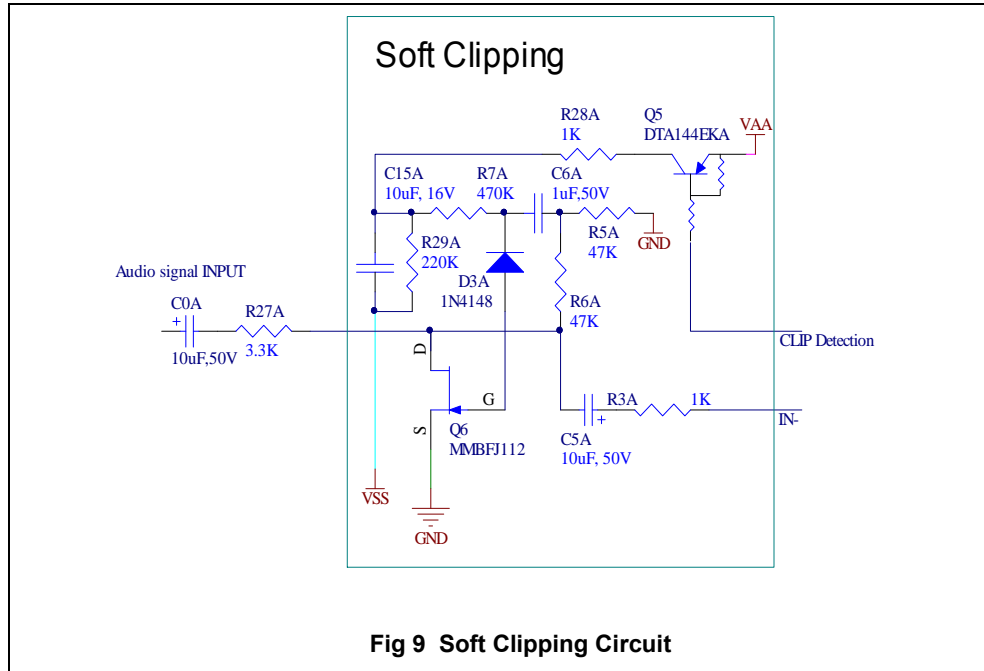 Soft Clipping
R28A
1K
Q5
DTA144EKA
VAA
C15A
10uF, 16V
R7A
470K
C6A
1uF,50V
R5A
47K
GND
R29A
220K
D3A
1N4148
R6A
47K
Audio signal INPUT
C0A
+
10uF,50V
R27A
3.3K
CLIP Detection
D
G
S
Q6
MMBFJ112
C5A
+
10uF, 50V
R3A
1K
IN-
VSS
GND
Fig 9 Soft Clipping Circuit